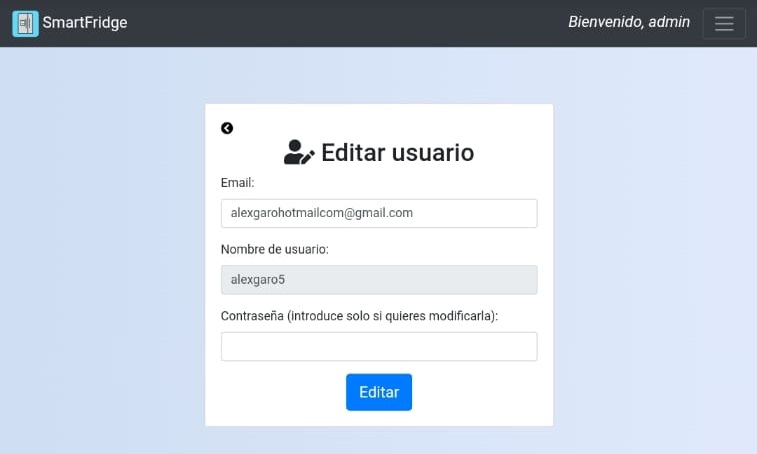 SmartFridge
Bienvenido, admin
Editar usuario
Email:
alexgarohotmailcom@gmail.com
Nombre de usuario:
alexgaro5
Contraseña (introduce solo si quieres modificarla):
Editar